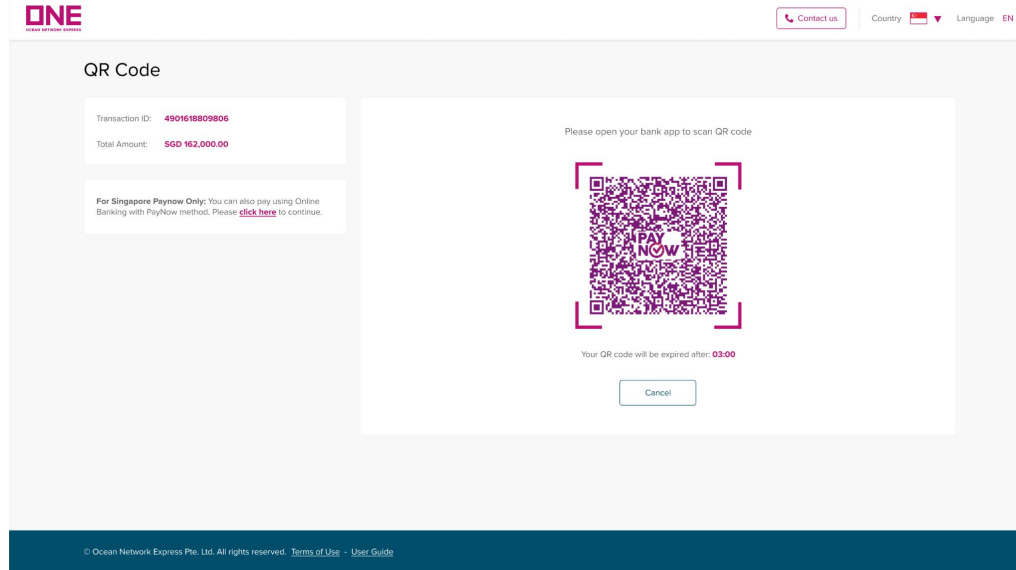 ONE
OCEAN NETWORK EXPRESS
Contact us
Country
Language EN
QR Code
Transaction ID: 4901618809806
Total Amount: SGD 162,000.00
For Singapore Paynow Only: You can also pay using Online
Banking with PayNow method. Please click here to continue.
Please open your bank app to scan QR code
PAY
NOW
Your QR code will be expired after: 03:00
Cancel
© Ocean Network Express Pte. Ltd. All rights reserved. Terms of Use - User Guide